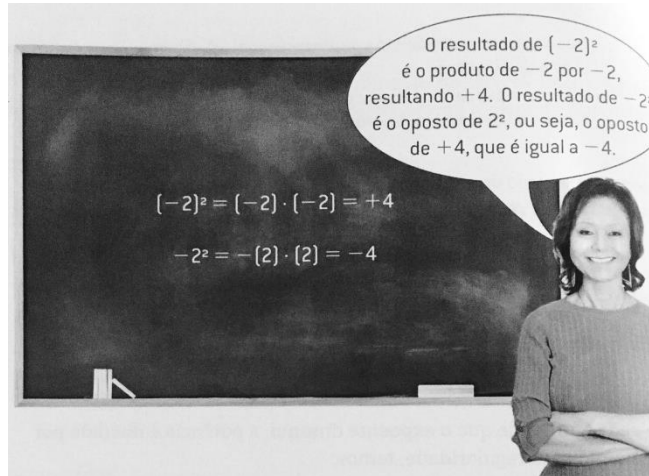 O resultado de (−2)²
é o produto de −2 por −2,
resultando +4. O resultado de −2²
é o oposto de 2², ou seja, o oposto
de +4, que é igual a −4.
(−2)² = (−2) · (−2) = +4
−2² = −(2) · (2) = −4